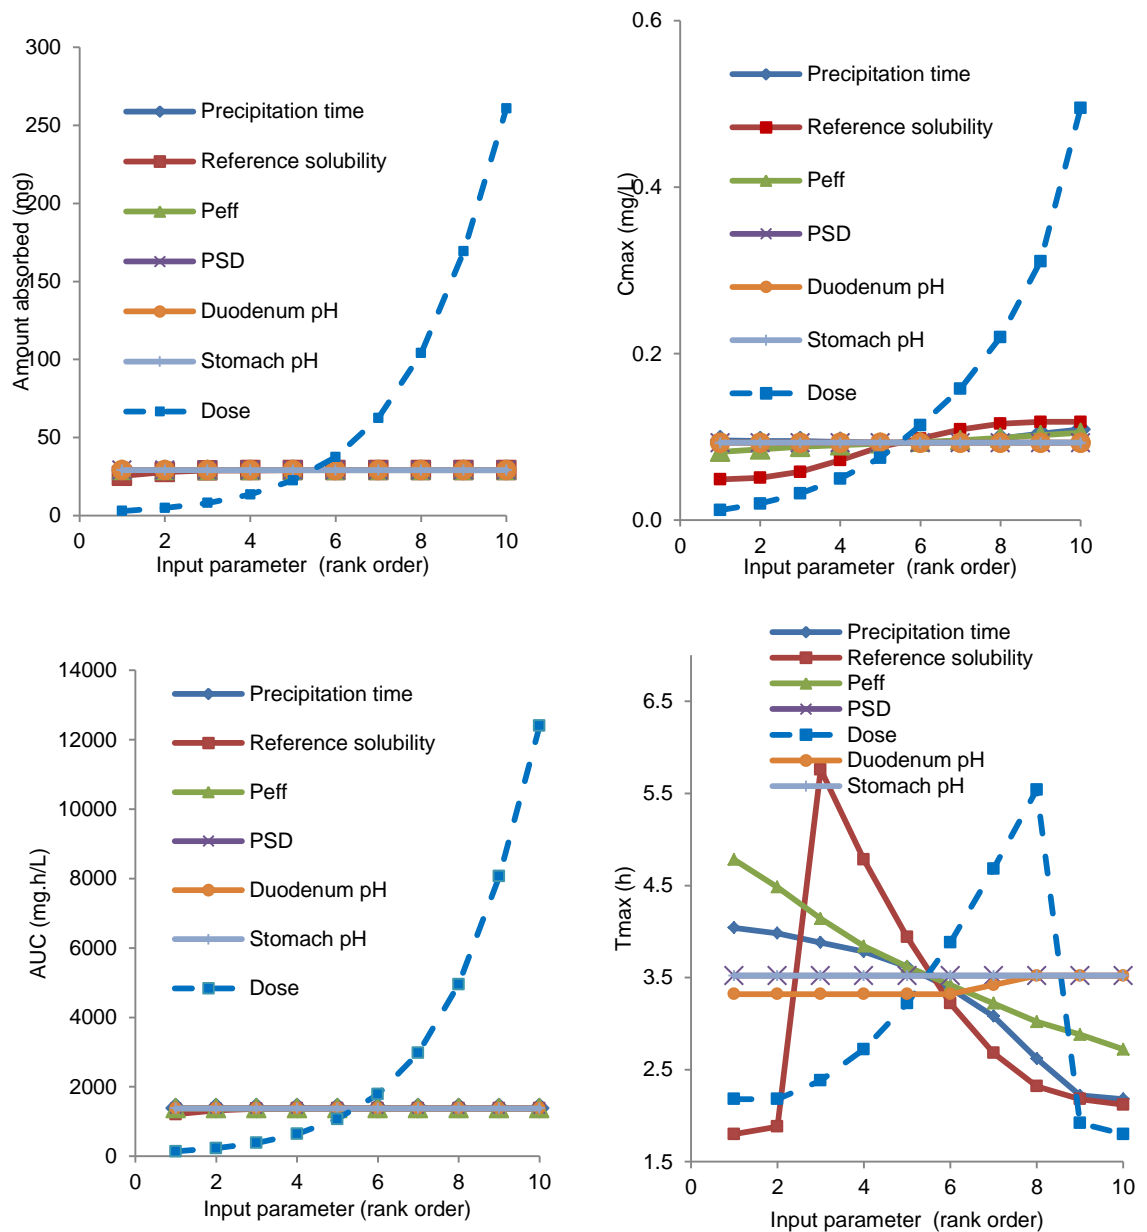 300
250
200
150
100
50
0
Amount absorbed (mg)
Precipitation time
Reference solubility
Peff
PSD
Duodenum pH
Stomach pH
Dose
0 2 4 6 8 10
Input parameter (rank order)
0.6
0.4
0.2
0.0
Cmax (mg/L)
Precipitation time
Reference solubility
Peff
PSD
Duodenum pH
Stomach pH
Dose
0 2 4 6 8 10
Input parameter (rank order)
14000
12000
10000
8000
6000
4000
2000
0
AUC (mg.h/L)
Precipitation time
Reference solubility
Peff
PSD
Duodenum pH
Stomach pH
Dose
0 2 4 6 8 10
Input parameter (rank order)
6.5
5.5
4.5
3.5
2.5
1.5
Tmax (h)
Precipitation time
Reference solubility
Peff
PSD
Dose
Duodenum pH
Stomach pH
0 2 4 6 8 10
Input parameter (rank order)